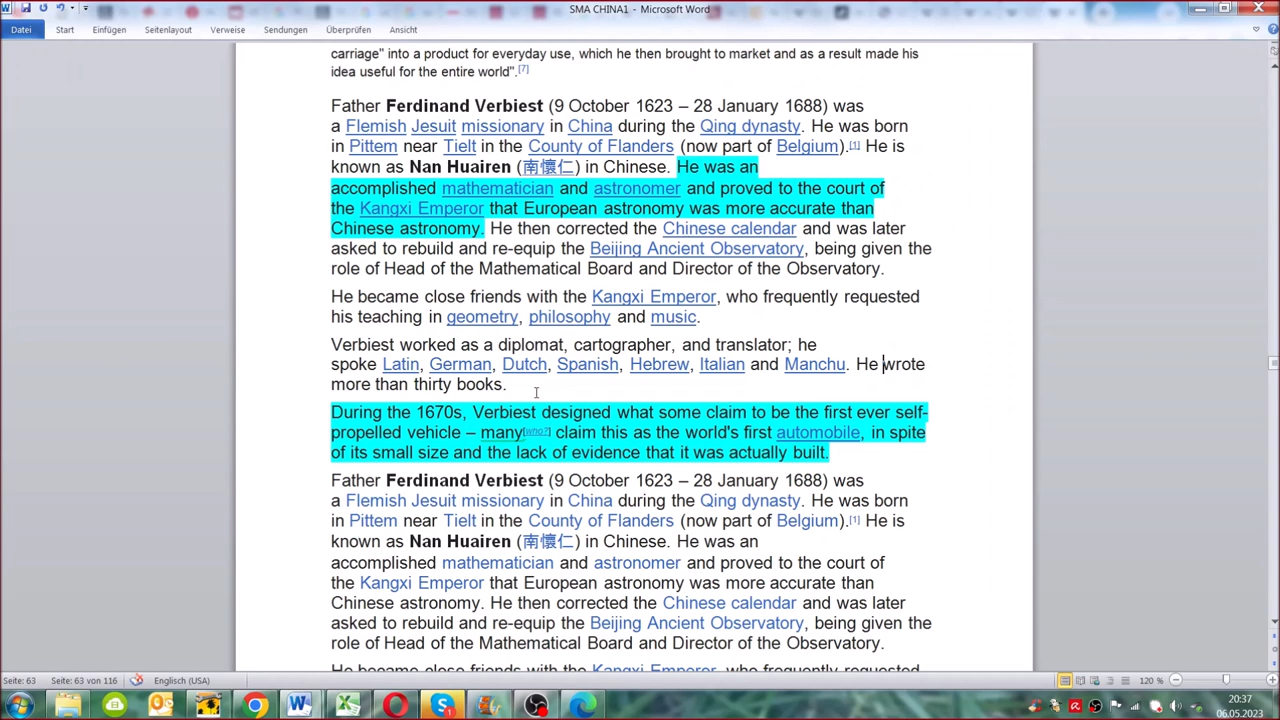 SMA CHINA1 - Microsoft Word
Datei Start Einfügen Seitenlayout Verweise Sendungen Überprüfen Ansicht
carriage" into a product for everyday use, which he then brought to market and as a result made his
idea useful for the entire world".[7]
Father Ferdinand Verbiest (9 October 1623 – 28 January 1688) was
a Flemish Jesuit missionary in China during the Qing dynasty. He was born
in Pittem near Tielt in the County of Flanders (now part of Belgium).[1] He is
known as Nan Huairen (南懷仁) in Chinese. He was an
accomplished mathematician and astronomer and proved to the court of
the Kangxi Emperor that European astronomy was more accurate than
Chinese astronomy. He then corrected the Chinese calendar and was later
asked to rebuild and re-equip the Beijing Ancient Observatory, being given the
role of Head of the Mathematical Board and Director of the Observatory.
He became close friends with the Kangxi Emperor, who frequently requested
his teaching in geometry, philosophy and music.
Verbiest worked as a diplomat, cartographer, and translator; he
spoke Latin, German, Dutch, Spanish, Hebrew, Italian and Manchu. He wrote
more than thirty books.
During the 1670s, Verbiest designed what some claim to be the first ever self-
propelled vehicle – many[who?] claim this as the world's first automobile, in spite
of its small size and the lack of evidence that it was actually built.
Father Ferdinand Verbiest (9 October 1623 – 28 January 1688) was
a Flemish Jesuit missionary in China during the Qing dynasty. He was born
in Pittem near Tielt in the County of Flanders (now part of Belgium).[1] He is
known as Nan Huairen (南懷仁) in Chinese. He was an
accomplished mathematician and astronomer and proved to the court of
the Kangxi Emperor that European astronomy was more accurate than
Chinese astronomy. He then corrected the Chinese calendar and was later
asked to rebuild and re-equip the Beijing Ancient Observatory, being given the
role of Head of the Mathematical Board and Director of the Observatory.
He became close friends with the Kangxi Emperor, who frequently requested
Seite: 63 Seite: 63 von 116 Englisch (USA) 120 %
20:37
06.05.2023